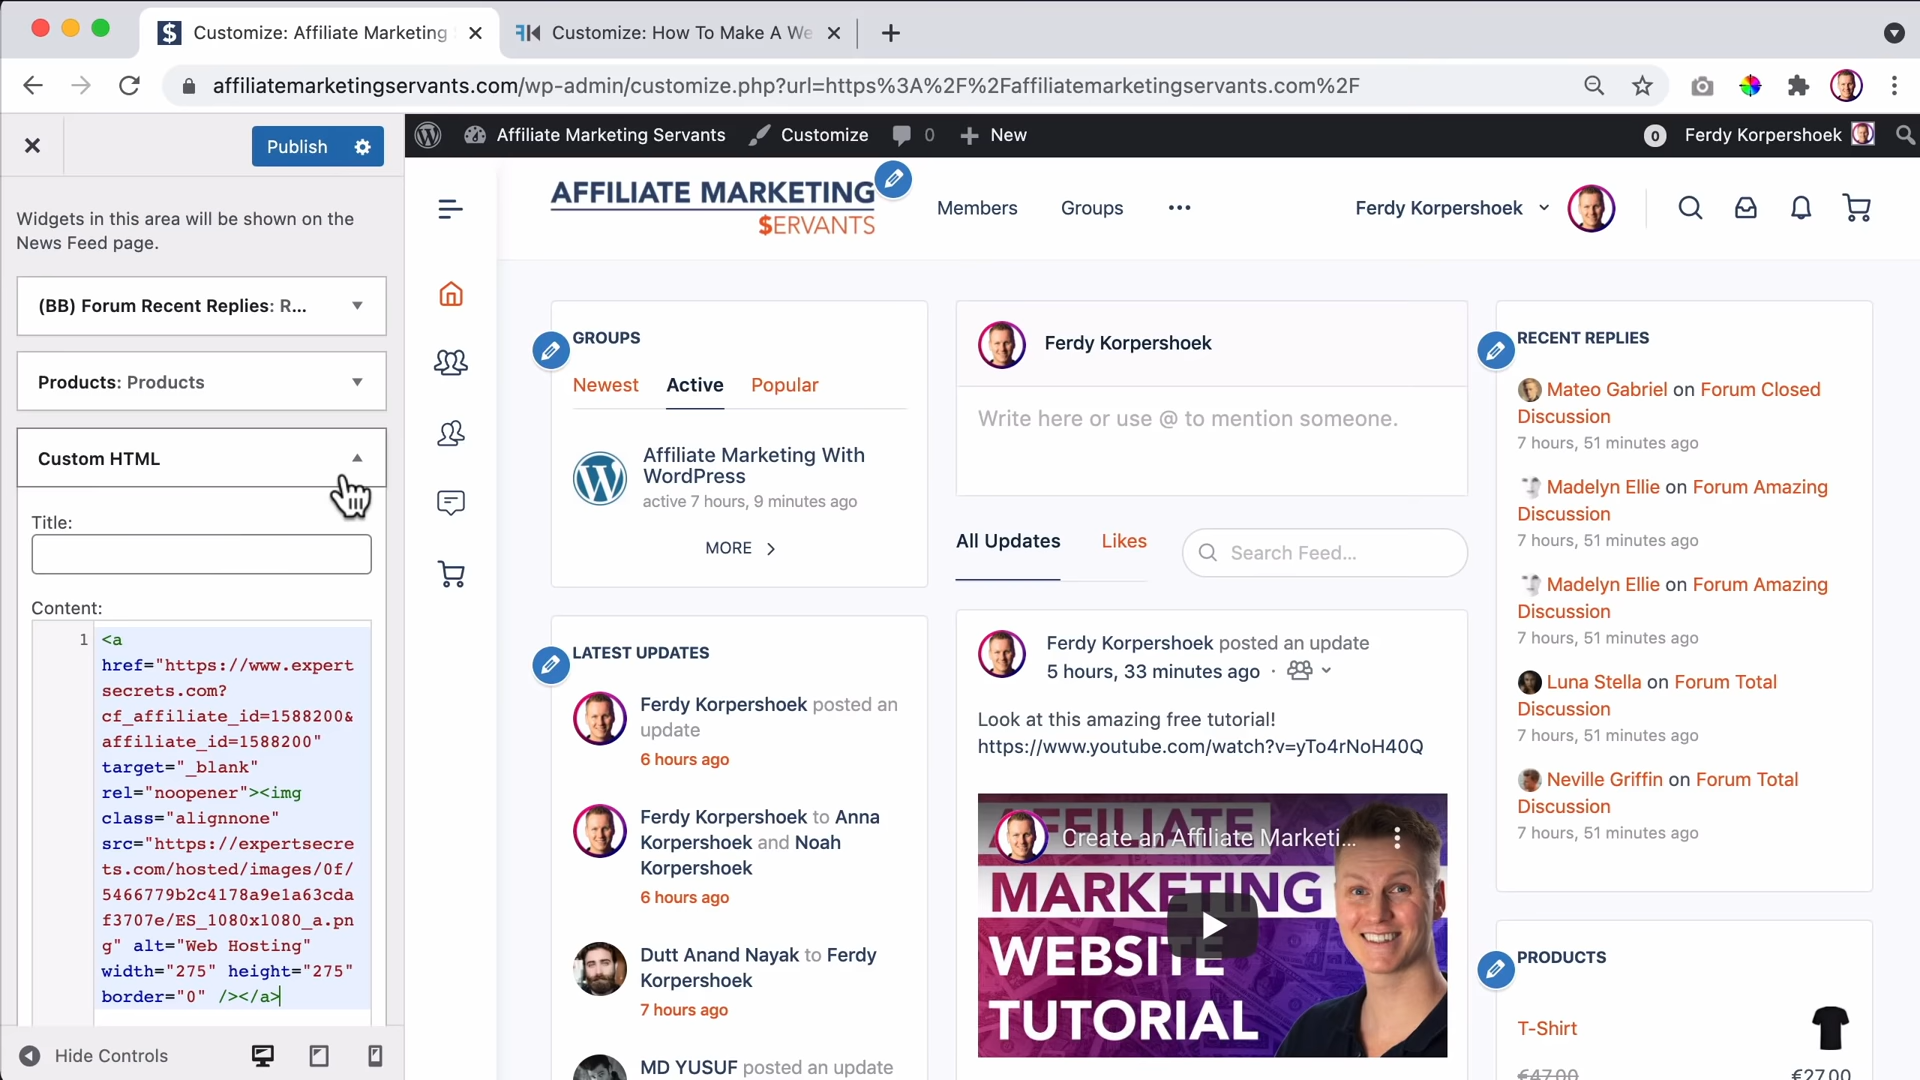 Customize: Affiliate Marketing
Customize: How To Make A We
affiliatemarketingservants.com/wp-admin/customize.php?url=https%3A%2F%2Faffiliatemarketingservants.com%2F
Publish
Affiliate Marketing Servants
Customize
0
New
0
Ferdy Korpershoek
Widgets in this area will be shown on the
News Feed page.
(BB) Forum Recent Replies: R...
Products: Products
Custom HTML
Title:
Content:
1
<a
href="https://www.expert
secrets.com?
cf_affiliate_id=1588200&
affiliate_id=1588200"
target="_blank"
rel="noopener"><img
class="alignnone"
src="https://expertsecre
ts.com/hosted/images/0f/
5466779b2c4178a9e1a63cda
f3707e/ES_1080x1080_a.pn
g" alt="Web Hosting"
width="275" height="275"
border="0" /></a>
Hide Controls
AFFILIATE MARKETING
$ERVANTS
Members
Groups
Ferdy Korpershoek
GROUPS
Newest
Active
Popular
Affiliate Marketing With
WordPress
active 7 hours, 9 minutes ago
MORE
LATEST UPDATES
Ferdy Korpershoek posted an
update
6 hours ago
Ferdy Korpershoek to Anna
Korpershoek and Noah
Korpershoek
6 hours ago
Dutt Anand Nayak to Ferdy
Korpershoek
7 hours ago
MD YUSUF posted an update
Ferdy Korpershoek
Write here or use @ to mention someone.
All Updates
Likes
Search Feed...
Ferdy Korpershoek posted an update
5 hours, 33 minutes ago
Look at this amazing free tutorial!
https://www.youtube.com/watch?v=yTo4rNoH40Q
Create an Affiliate Marketi...
AFFILIATE
MARKETING
WEBSITE
TUTORIAL
RECENT REPLIES
Mateo Gabriel on Forum Closed
Discussion
7 hours, 51 minutes ago
Madelyn Ellie on Forum Amazing
Discussion
7 hours, 51 minutes ago
Madelyn Ellie on Forum Amazing
Discussion
7 hours, 51 minutes ago
Luna Stella on Forum Total
Discussion
7 hours, 51 minutes ago
Neville Griffin on Forum Total
Discussion
7 hours, 51 minutes ago
PRODUCTS
T-Shirt
€47.00
€27.00